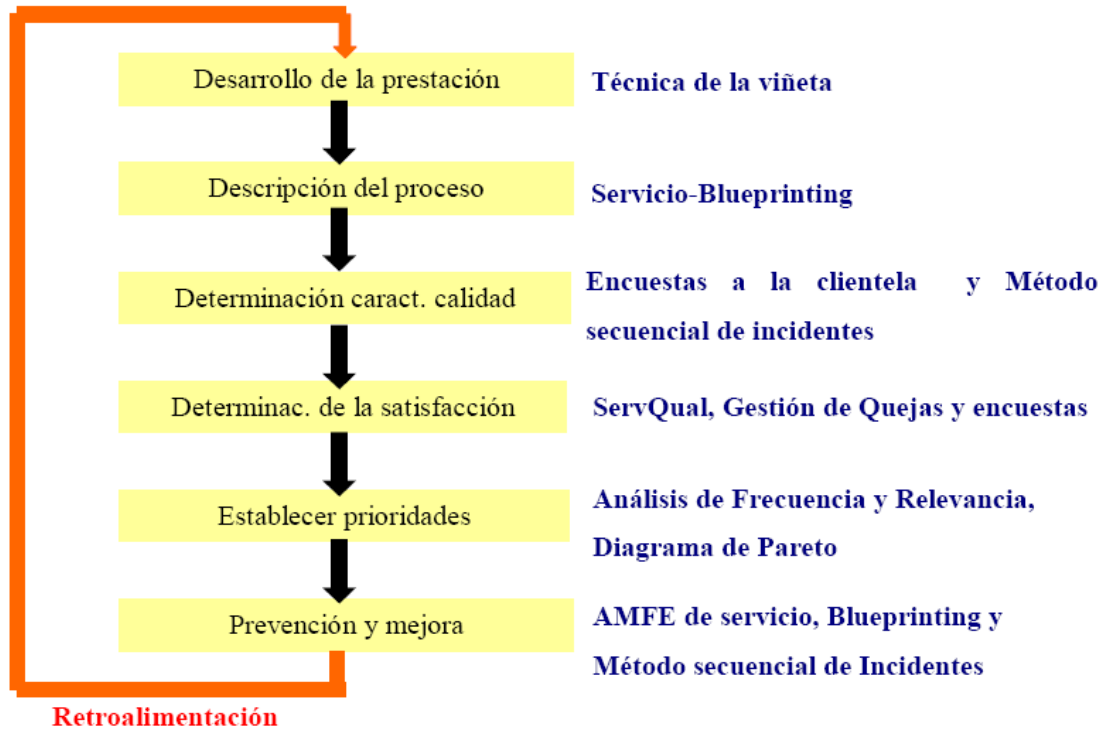 Desarrollo de la prestación
Técnica de la viñeta
Descripción del proceso
Servicio-Blueprinting
Determinación caract. calidad
Encuestas a la clientela y Método
secuencial de incidentes
Determinac. de la satisfacción
ServQual, Gestión de Quejas y encuestas
Establecer prioridades
Análisis de Frecuencia y Relevancia,
Diagrama de Pareto
Prevención y mejora
AMFE de servicio, Blueprinting y
Método secuencial de Incidentes
Retroalimentación